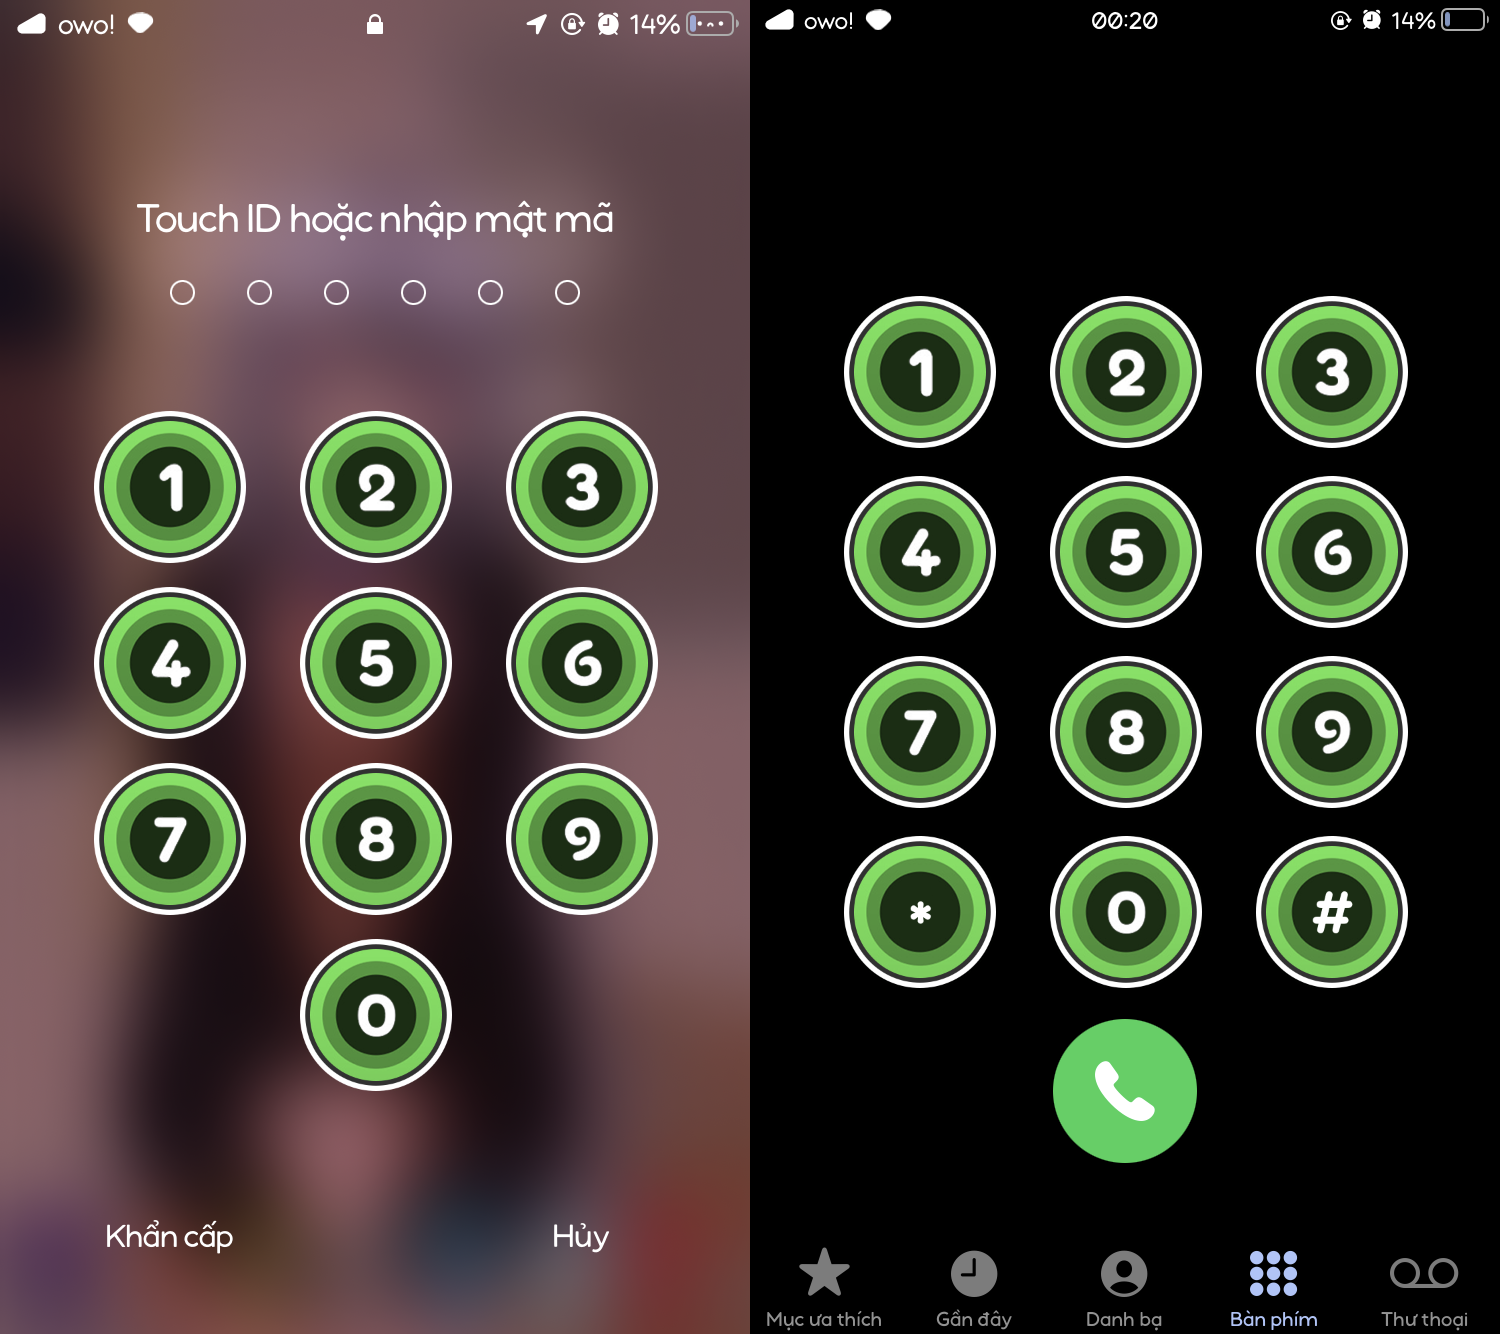 owo! 14%
Touch ID hoặc nhập mật mã
1 2 3
4 5 6
7 8 9
0
Khẩn cấp Hủy
owo! 00:20 14%
1 2 3
4 5 6
7 8 9
* 0 #
Mục ưa thích Gần đây Danh bạ Bàn phím Thư thoại